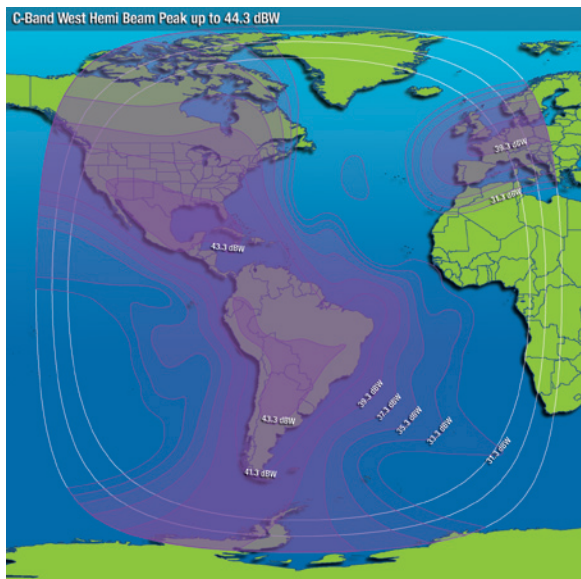 C-Band West Hemi Beam Peak up to 44.3 dBW
39.3 dBW
31.3 dBW
43.3 dBW
39.3 dBW
37.3 dBW
35.3 dBW
33.3 dBW
43.3 dBW
31.3 dBW
41.3 dBW